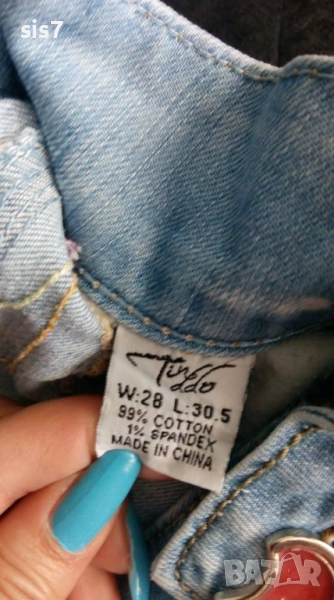 sis7
W:28 L:30.5
99% COTTON
1% SPANDEX
MADE IN CHINA
BAZAR